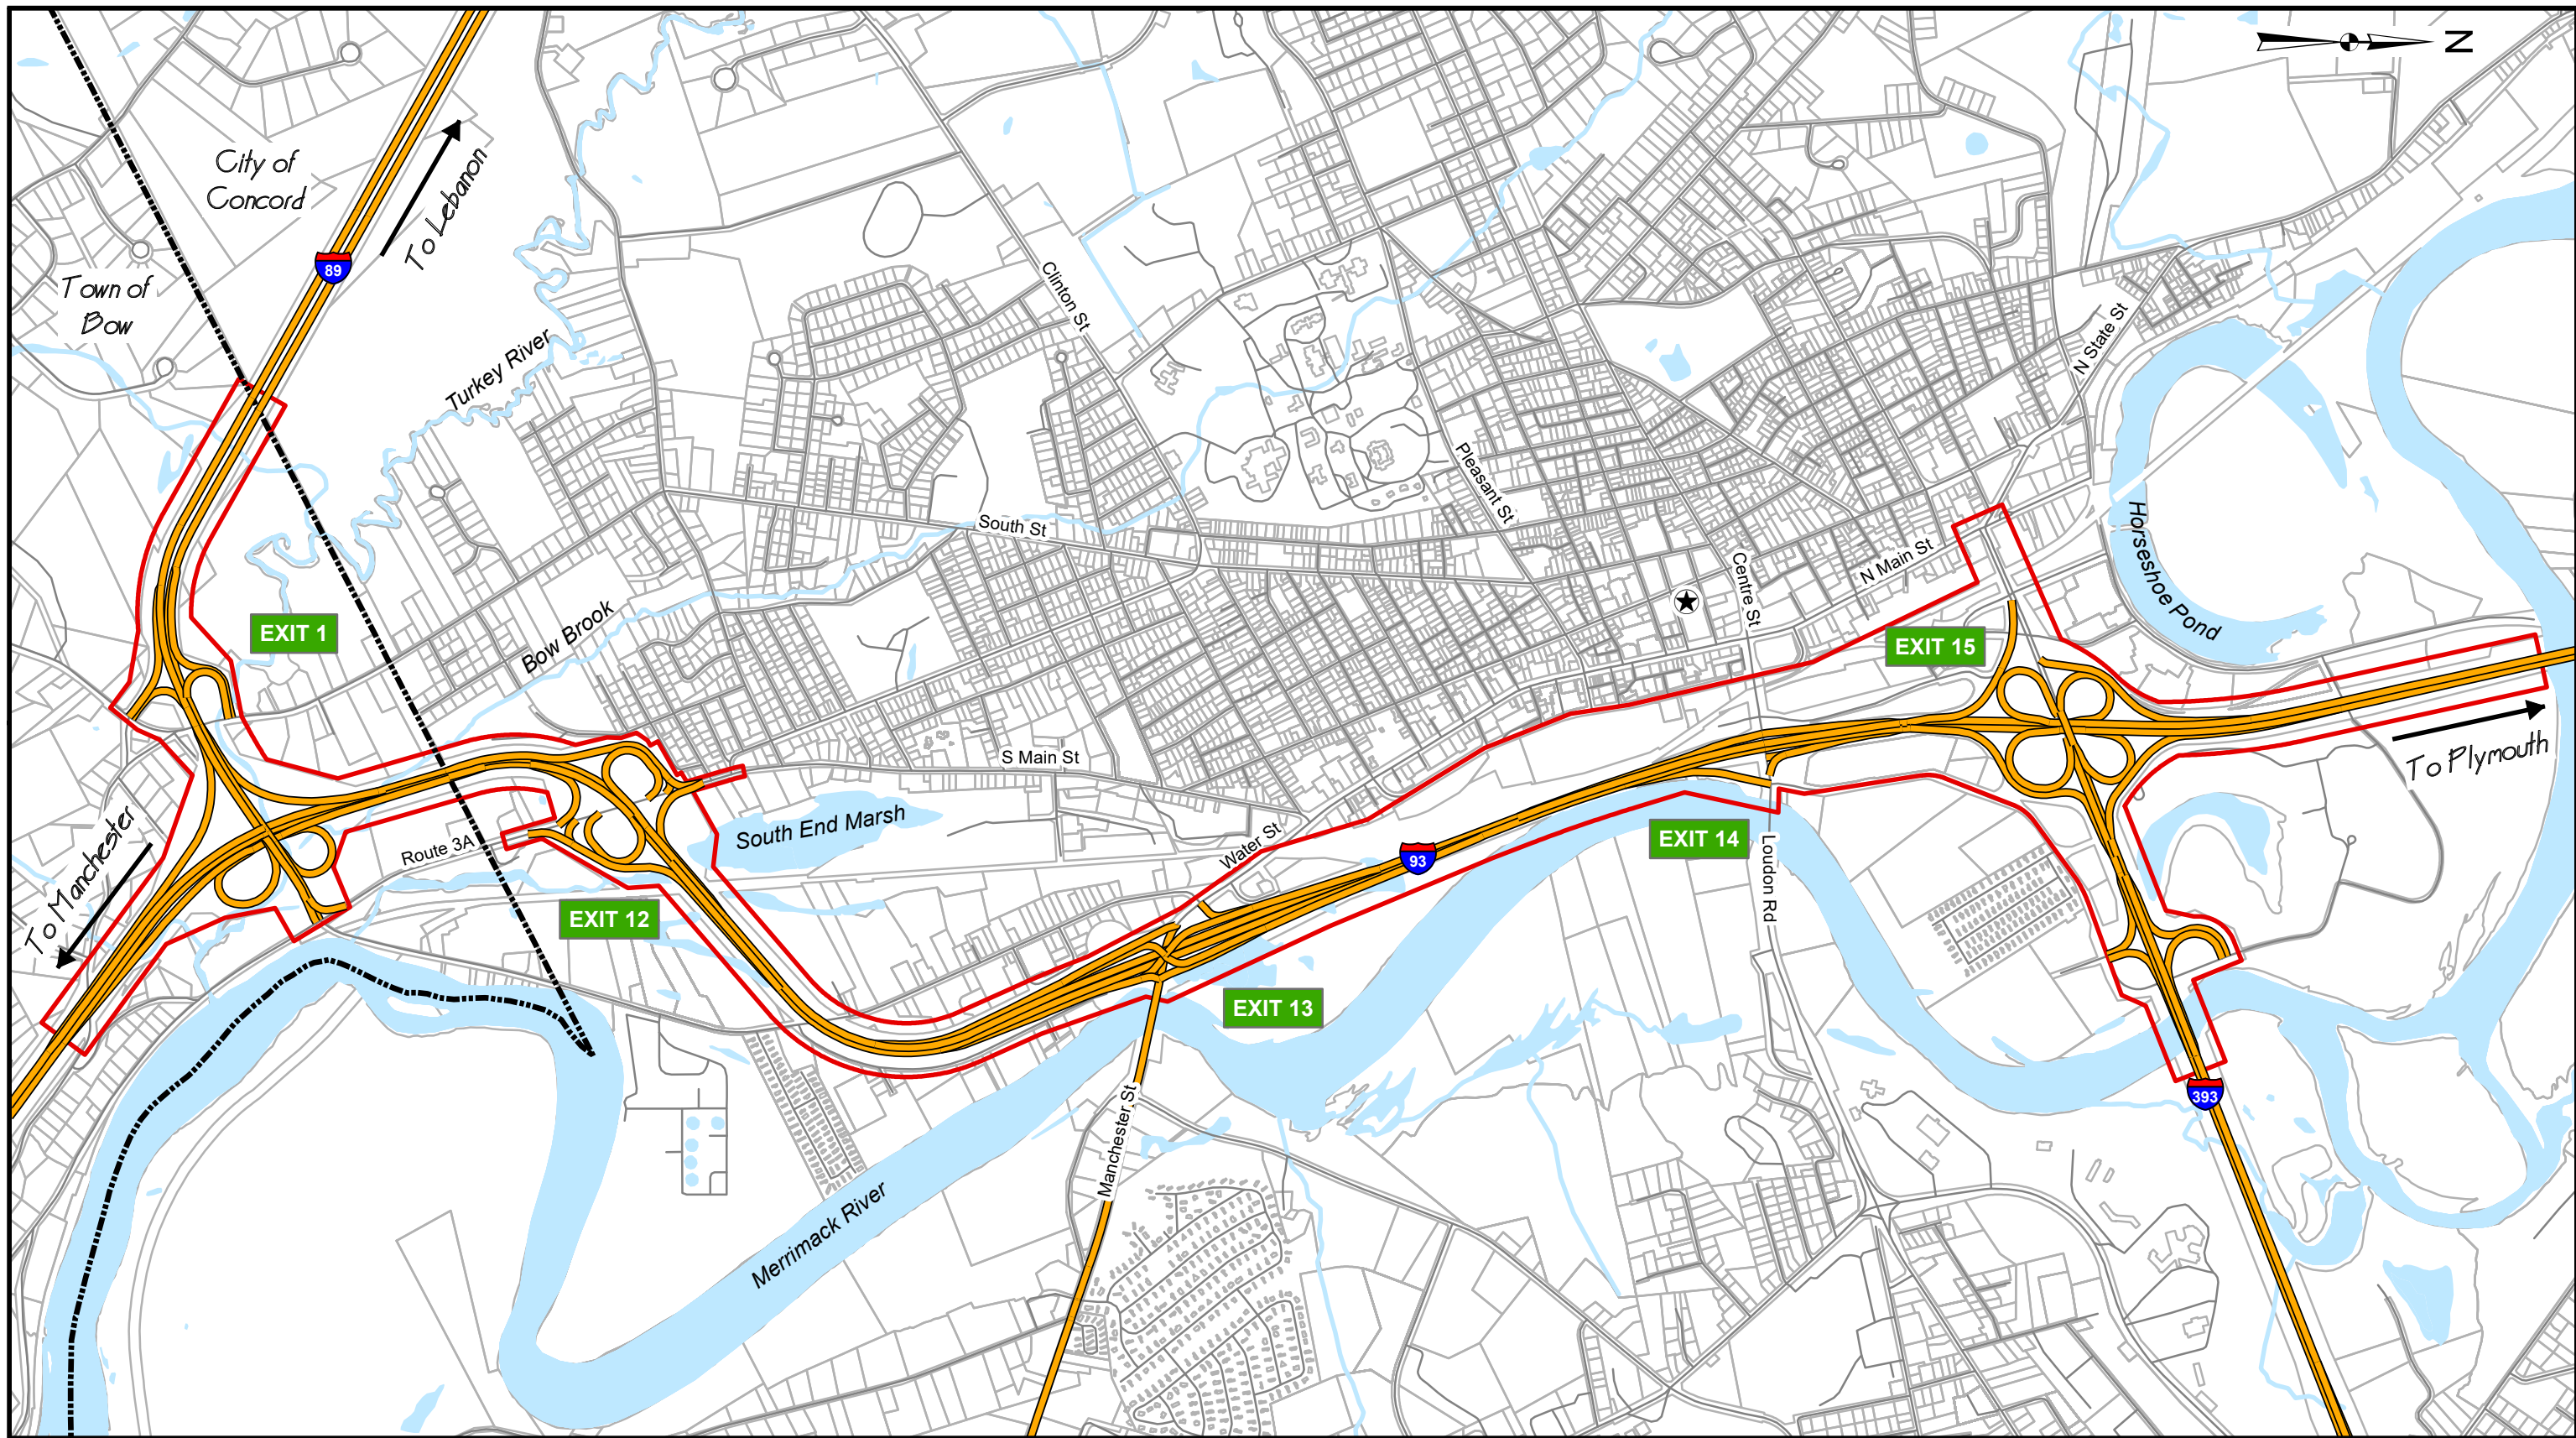 N
City of
Concord
To Lebanon
89
Town of
Bow
Clinton St
Turkey River
N State St
Pleasant St
South St
Horseshoe Pond
Centre St
N Main St
EXIT 1
Bow Brook
EXIT 15
S Main St
To Plymouth
South End Marsh
Route 3A
Water St
93
EXIT 14
Loudon Rd
To Manchester
EXIT 12
EXIT 13
393
Manchester St
Merrimack River